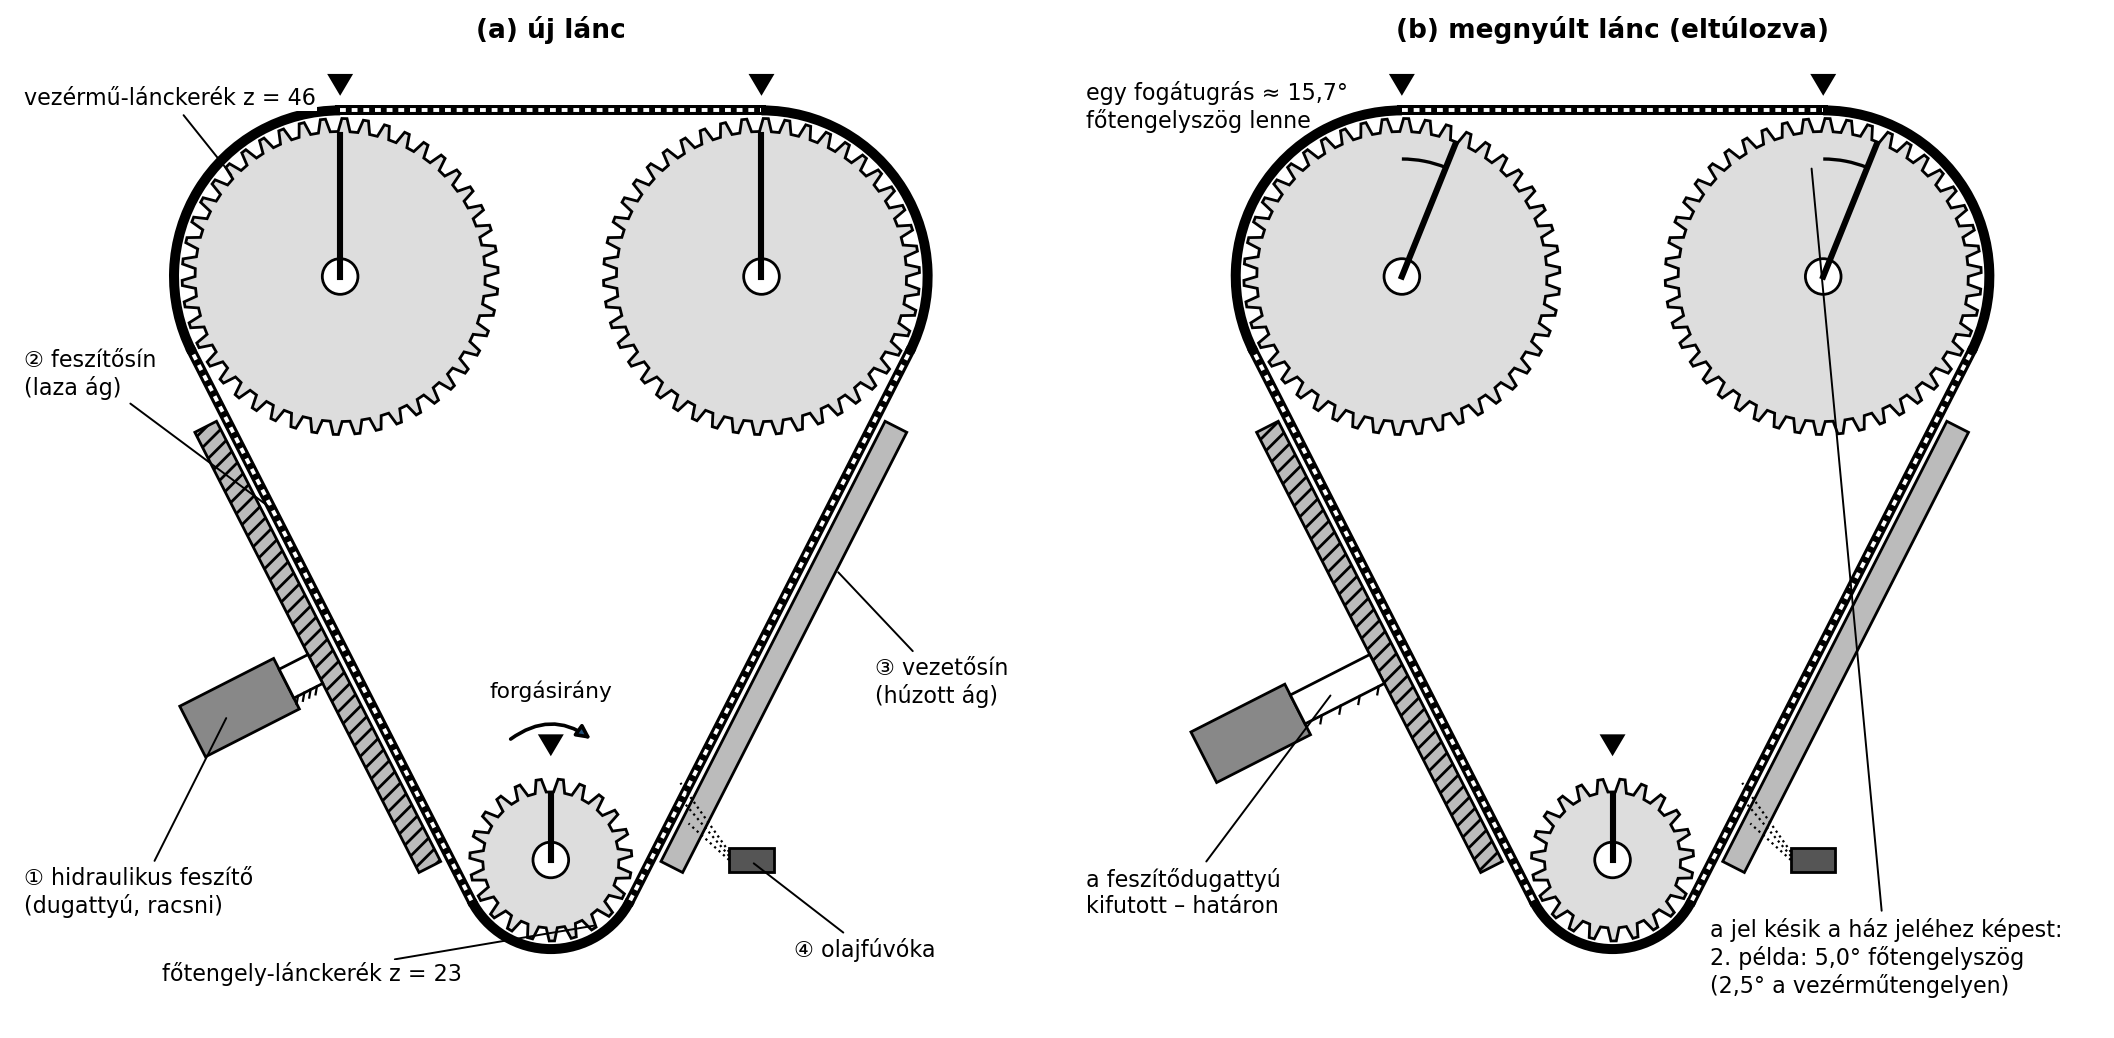 (a) új lánc
vezérmű-lánckerék z = 46
② feszítősín
(laza ág)
③ vezetősín
(húzott ág)
forgásirány
① hidraulikus feszítő
(dugattyú, racsni)
④ olajfúvóka
főtengely-lánckerék z = 23
(b) megnyúlt lánc (eltúlozva)
egy fogátugrás ≈ 15,7°
főtengelyszög lenne
a feszítődugattyú
kifutott – határon
a jel késik a ház jeléhez képest:
2. példa: 5,0° főtengelyszög
(2,5° a vezérműtengelyen)